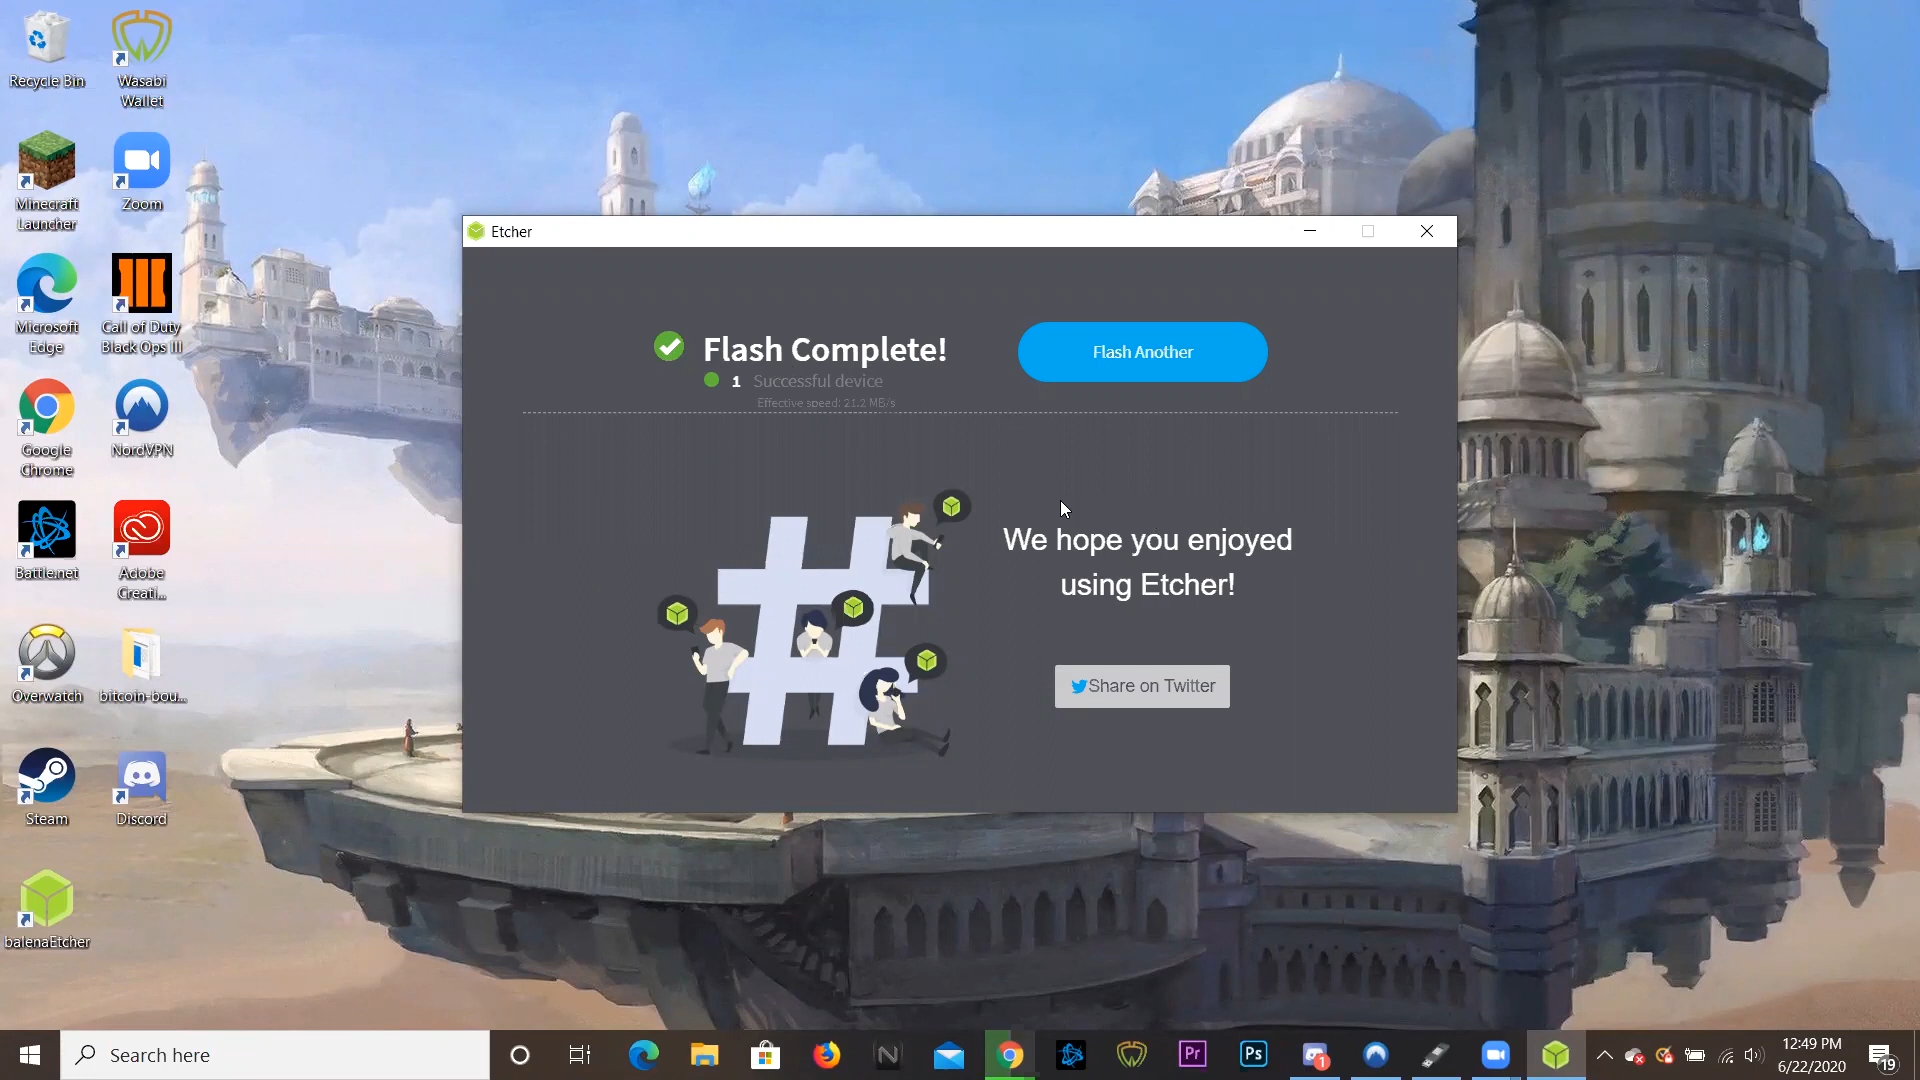 Recycle Bin
Wasabi
Wallet
Minecraft
Launcher
Zoom
Microsoft
Edge
Call of Duty
Black Ops III
Google
Chrome
NordVPN
Battle.net
Adobe
Creati...
Overwatch
bitcoin-bou...
Steam
Discord
balenaEtcher
Etcher
Flash Complete!
1 Successful device
Effective speed: 21.2 MB/s
Flash Another
We hope you enjoyed
using Etcher!
Share on Twitter
Search here
N
Pr
Ps
1
12:49 PM
6/22/2020
19